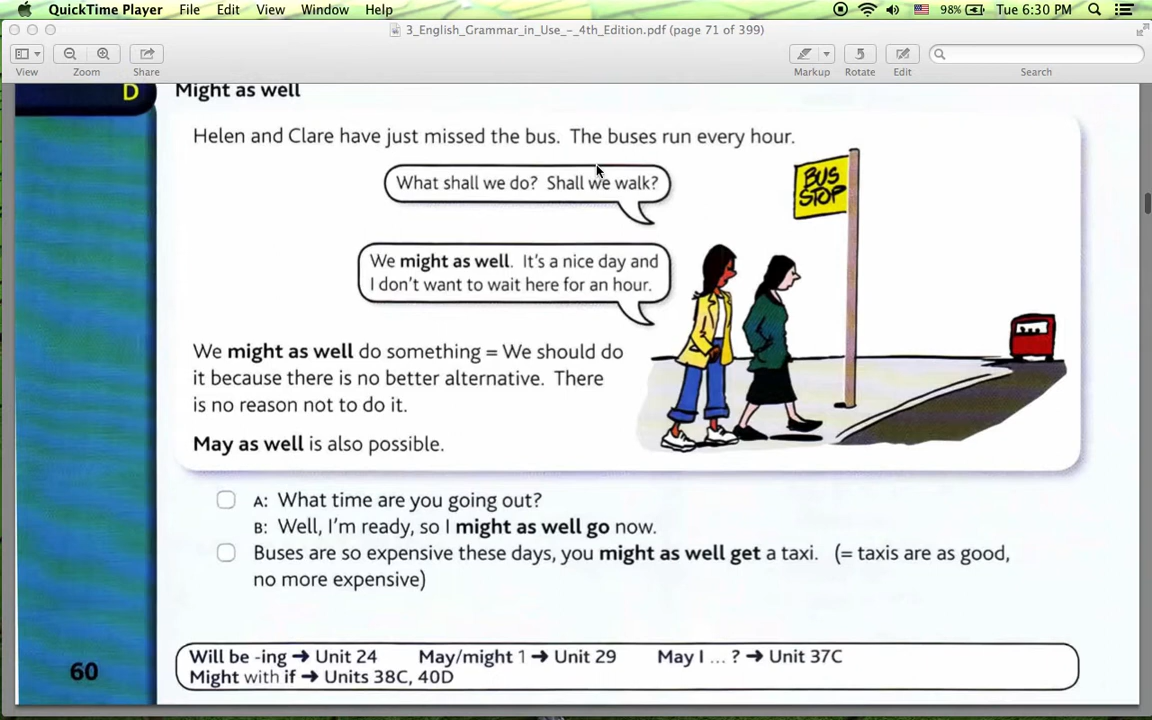 QuickTime Player File Edit View Window Help 98% Tue 6:30 PM
3_English_Grammar_in_Use_-_4th_Edition.pdf (page 71 of 399)
View Zoom Share Markup Rotate Edit Search
D Might as well
Helen and Clare have just missed the bus. The buses run every hour.
What shall we do? Shall we walk?
BUS
STOP
We might as well. It's a nice day and
I don't want to wait here for an hour.
We might as well do something = We should do
it because there is no better alternative. There
is no reason not to do it.
May as well is also possible.
A: What time are you going out?
B: Well, I'm ready, so I might as well go now.
Buses are so expensive these days, you might as well get a taxi. (= taxis are as good,
no more expensive)
Will be -ing ➜ Unit 24 May/might 1 ➜ Unit 29 May I ... ? ➜ Unit 37C
Might with if ➜ Units 38C, 40D
60